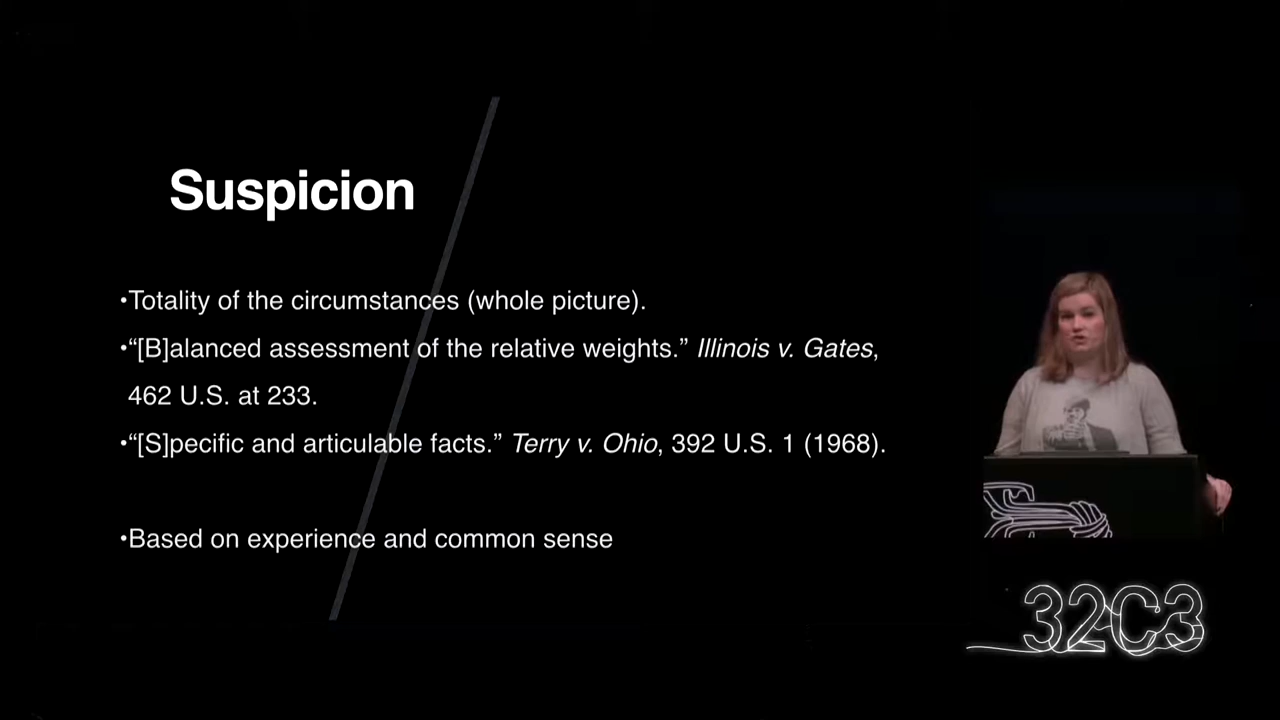 Suspicion
•Totality of the circumstances (whole picture).
•“[B]alanced assessment of the relative weights.” Illinois v. Gates,
462 U.S. at 233.
•“[S]pecific and articulable facts.” Terry v. Ohio, 392 U.S. 1 (1968).
•Based on experience and common sense
32C3